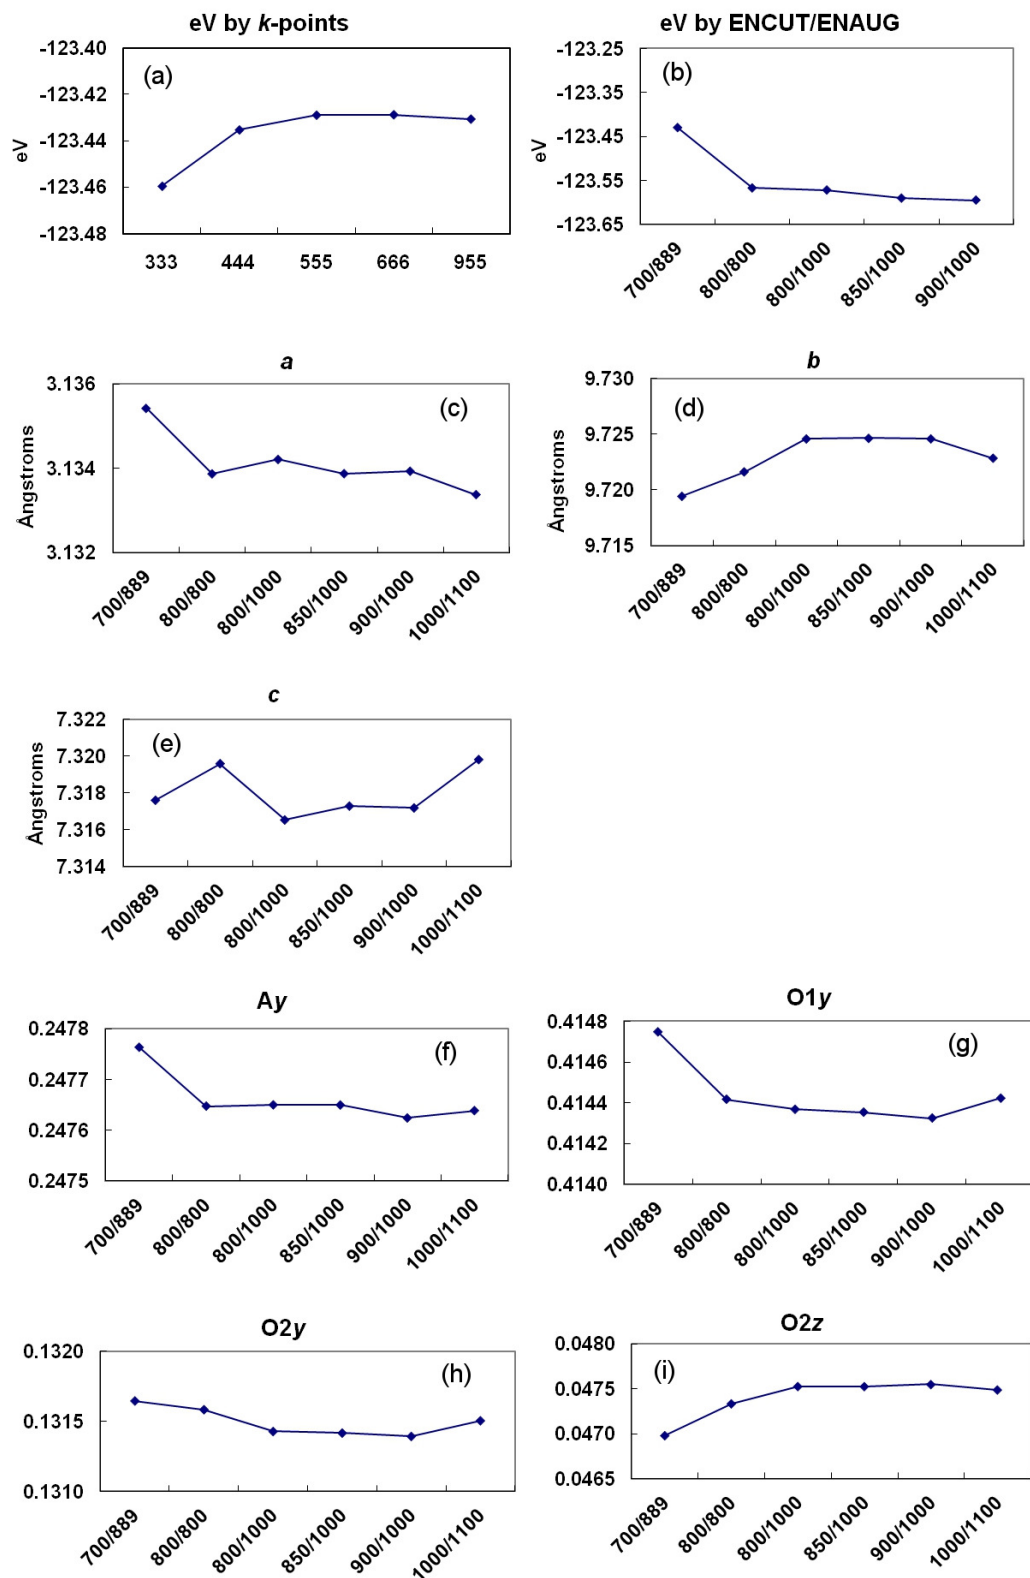 eV by k-points
-123.40
-123.42
-123.44
-123.46
-123.48
eV
(a)
333 444 555 666 955
eV by ENCUT/ENAUG
-123.25
-123.35
-123.45
-123.55
-123.65
eV
(b)
700/889 800/800 800/1000 850/1000 900/1000
a
3.136
3.134
3.132
Ångstroms
(c)
700/889 800/800 800/1000 850/1000 900/1000 1000/1100
b
9.730
9.725
9.720
9.715
Ångstroms
(d)
700/889 800/800 800/1000 850/1000 900/1000 1000/1100
c
7.322
7.320
7.318
7.316
7.314
Ångstroms
(e)
700/889 800/800 800/1000 850/1000 900/1000 1000/1100
Ay
0.2478
0.2477
0.2476
0.2475
(f)
700/889 800/800 800/1000 850/1000 900/1000 1000/1100
O1y
0.4148
0.4146
0.4144
0.4142
0.4140
(g)
700/889 800/800 800/1000 850/1000 900/1000 1000/1100
O2y
0.1320
0.1315
0.1310
(h)
700/889 800/800 800/1000 850/1000 900/1000 1000/1100
O2z
0.0480
0.0475
0.0470
0.0465
(i)
700/889 800/800 800/1000 850/1000 900/1000 1000/1100